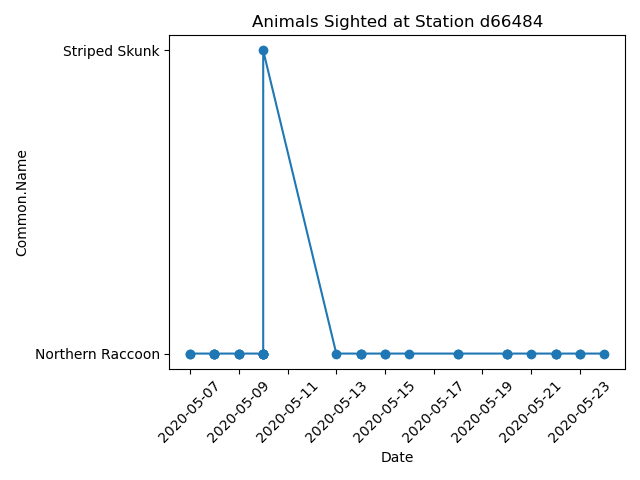 Animals Sighted at Station d66484
Striped Skunk
Common.Name
Northern Raccoon
2020-05-07
2020-05-09
2020-05-11
2020-05-13
2020-05-15
2020-05-17
2020-05-19
2020-05-21
2020-05-23
Date